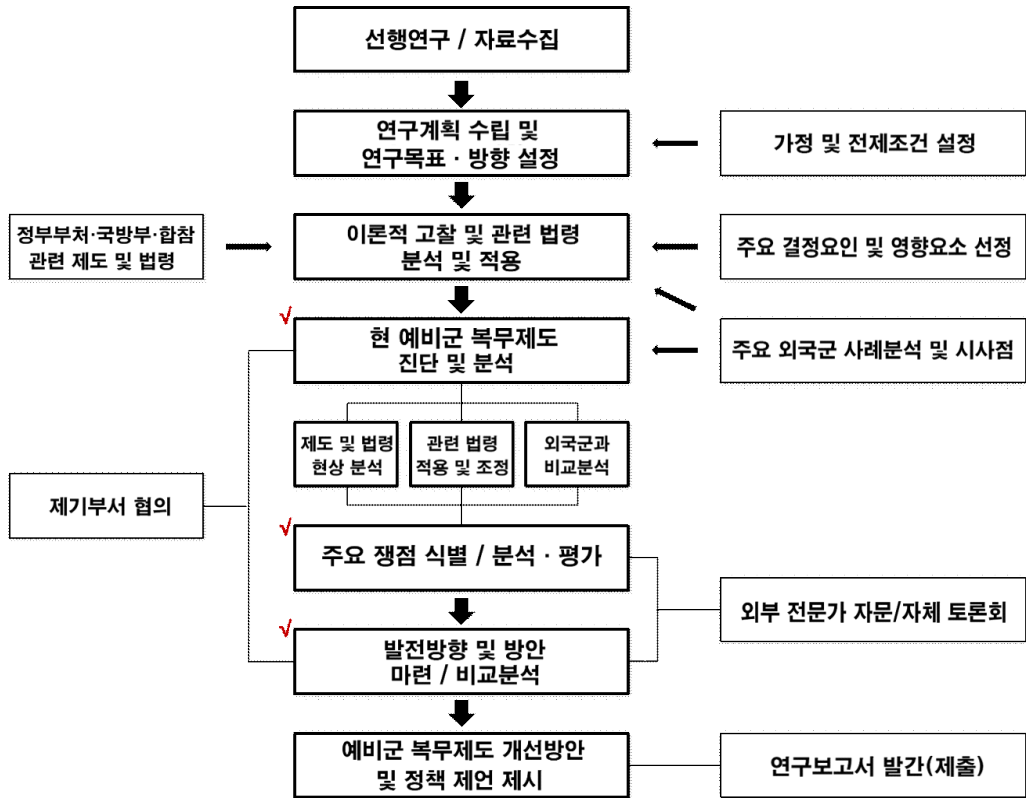 선행연구 / 자료수집
연구계획 수립 및
연구목표 · 방향 설정
가정 및 전제조건 설정
정부부처·국방부·합참
관련 제도 및 법령
이론적 고찰 및 관련 법령
분석 및 적용
주요 결정요인 및 영향요소 선정
√
현 예비군 복무제도
진단 및 분석
주요 외국군 사례분석 및 시사점
제도 및 법령
현상 분석
관련 법령
적용 및 조정
외국군과
비교분석
제기부서 협의
√
주요 쟁점 식별 / 분석 · 평가
외부 전문가 자문/자체 토론회
√
발전방향 및 방안
마련 / 비교분석
예비군 복무제도 개선방안
및 정책 제언 제시
연구보고서 발간(제출)